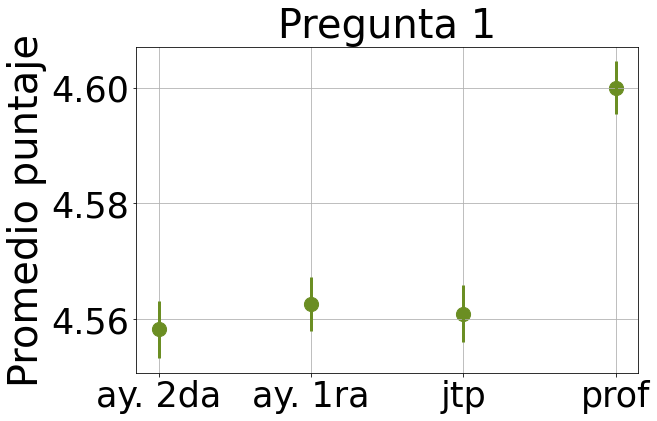 Pregunta 1
Promedio puntaje
4.60
4.58
4.56
ay. 2da ay. 1ra jtp prof